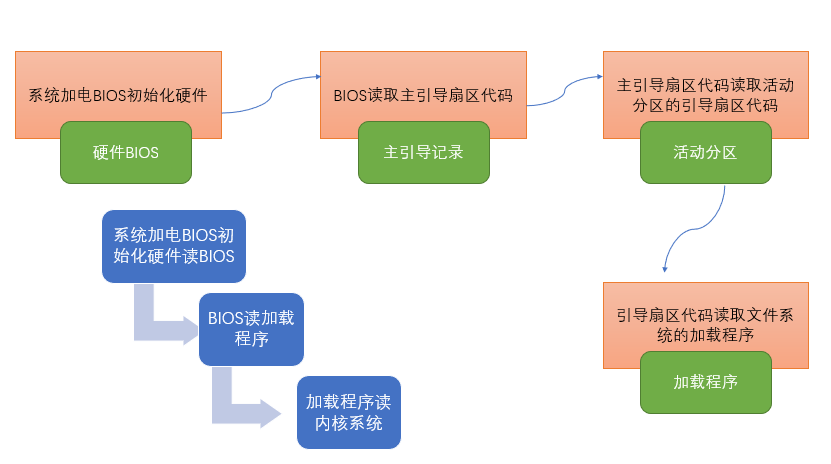 系统加电BIOS初始化硬件
硬件BIOS
BIOS读取主引导扇区代码
主引导记录
主引导扇区代码读取活动
分区的引导扇区代码
活动分区
引导扇区代码读取文件系
统的加载程序
加载程序
系统加电BIOS初
始化硬件读BIOS
BIOS读加载
程序
加载程序读
内核系统